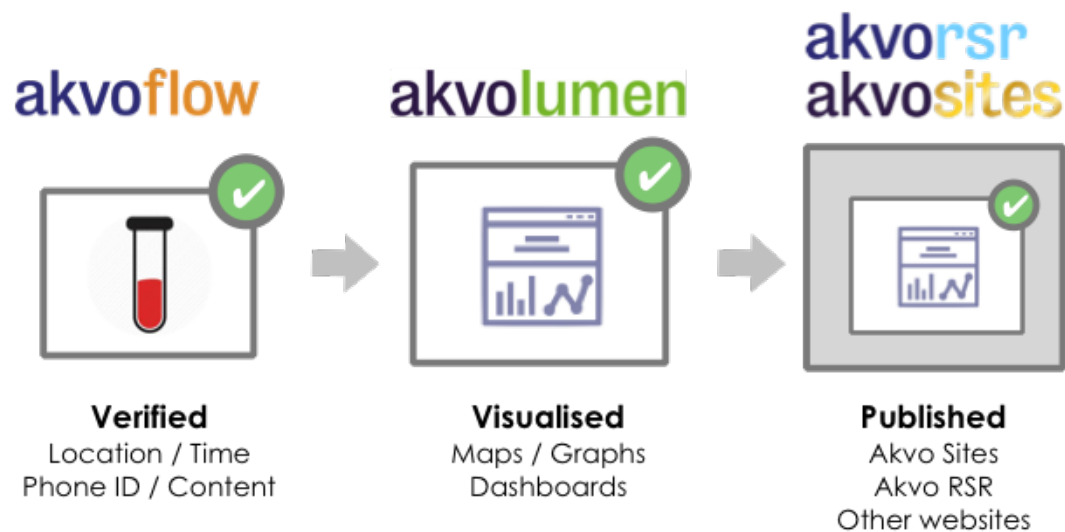 akvoflow
akvolumen
akvorsr
akvosites
Verified
Location / Time
Phone ID / Content
Visualised
Maps / Graphs
Dashboards
Published
Akvo Sites
Akvo RSR
Other websites